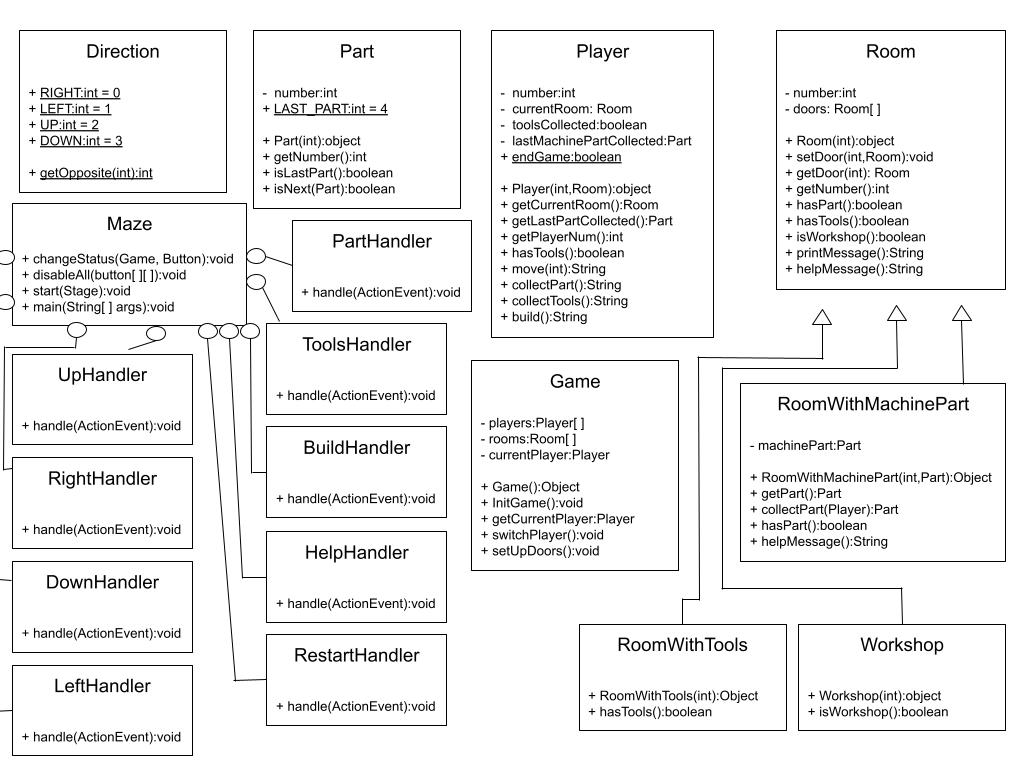 Direction
+ RIGHT:int = 0
+ LEFT:int = 1
+ UP:int = 2
+ DOWN:int = 3
+ getOpposite(int):int
Part
- number:int
+ LAST_PART:int = 4
+ Part(int):object
+ getNumber():int
+ isLastPart():boolean
+ isNext(Part):boolean
Player
- number:int
- currentRoom: Room
- toolsCollected:boolean
- lastMachinePartCollected:Part
+ endGame:boolean
+ Player(int,Room):object
+ getCurrentRoom():Room
+ getLastPartCollected():Part
+ getPlayerNum():int
+ hasTools():boolean
+ move(int):String
+ collectPart():String
+ collectTools():String
+ build():String
Room
- number:int
- doors: Room[ ]
+ Room(int):object
+ setDoor(int,Room):void
+ getDoor(int): Room
+ getNumber():int
+ hasPart():boolean
+ hasTools():boolean
+ isWorkshop():boolean
+ printMessage():String
+ helpMessage():String
Maze
+ changeStatus(Game, Button):void
+ disableAll(button[ ][ ]):void
+ start(Stage):void
+ main(String[ ] args):void
PartHandler
+ handle(ActionEvent):void
ToolsHandler
+ handle(ActionEvent):void
UpHandler
+ handle(ActionEvent):void
Game
- players:Player[ ]
- rooms:Room[ ]
- currentPlayer:Player
+ Game():Object
+ InitGame():void
+ getCurrentPlayer:Player
+ switchPlayer():void
+ setUpDoors():void
RoomWithMachinePart
- machinePart:Part
+ RoomWithMachinePart(int,Part):Object
+ getPart():Part
+ collectPart(Player):Part
+ hasPart():boolean
+ helpMessage():String
BuildHandler
+ handle(ActionEvent):void
RightHandler
+ handle(ActionEvent):void
HelpHandler
+ handle(ActionEvent):void
DownHandler
+ handle(ActionEvent):void
RestartHandler
+ handle(ActionEvent):void
LeftHandler
+ handle(ActionEvent):void
RoomWithTools
+ RoomWithTools(int):Object
+ hasTools():boolean
Workshop
+ Workshop(int):object
+ isWorkshop():boolean